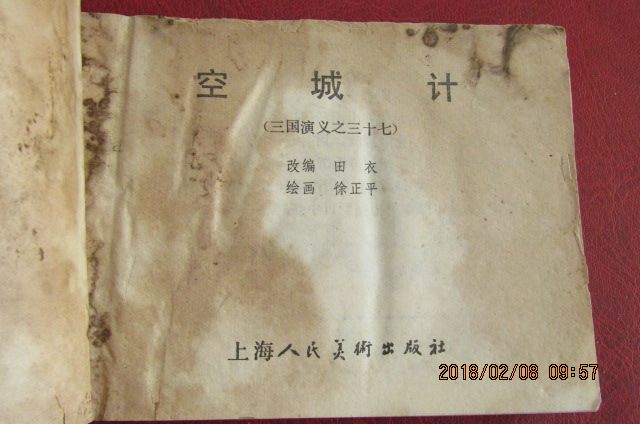 空城计
(三国演义之三十七)
改编 田衣
绘画 徐正平
上海人民美術出版社
2018/02/08 09:57